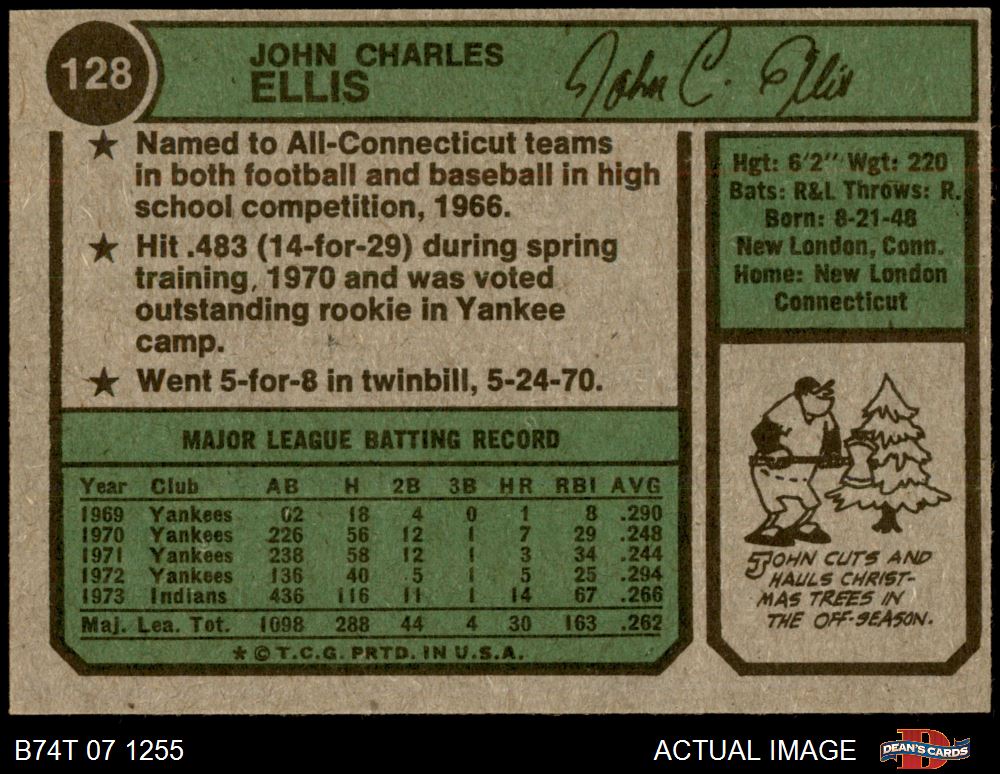 128
JOHN CHARLES
ELLIS
John C. Ellis
★ Named to All-Connecticut teams
in both football and baseball in high
school competition, 1966.
★ Hit .483 (14-for-29) during spring
training, 1970 and was voted
outstanding rookie in Yankee
camp.
★ Went 5-for-8 in twinbill, 5-24-70.
MAJOR LEAGUE BATTING RECORD
Year Club AB H 2B 3B HR RBI AVG
1969 Yankees 62 18 4 0 1 8 .290
1970 Yankees 226 56 12 1 7 29 .248
1971 Yankees 238 58 12 1 3 34 .244
1972 Yankees 136 40 5 1 5 25 .294
1973 Indians 436 116 11 1 14 67 .266
Maj. Lea. Tot. 1098 288 44 4 30 163 .262
* © T.C.G. PRTD. IN U.S.A.
Hgt: 6'2" Wgt: 220
Bats: R&L Throws: R.
Born: 8-21-48
New London, Conn.
Home: New London
Connecticut
JOHN CUTS AND
HAULS CHRIST-
MAS TREES IN
THE OFF-SEASON.
B74T 07 1255
ACTUAL IMAGE
DEAN'S CARDS